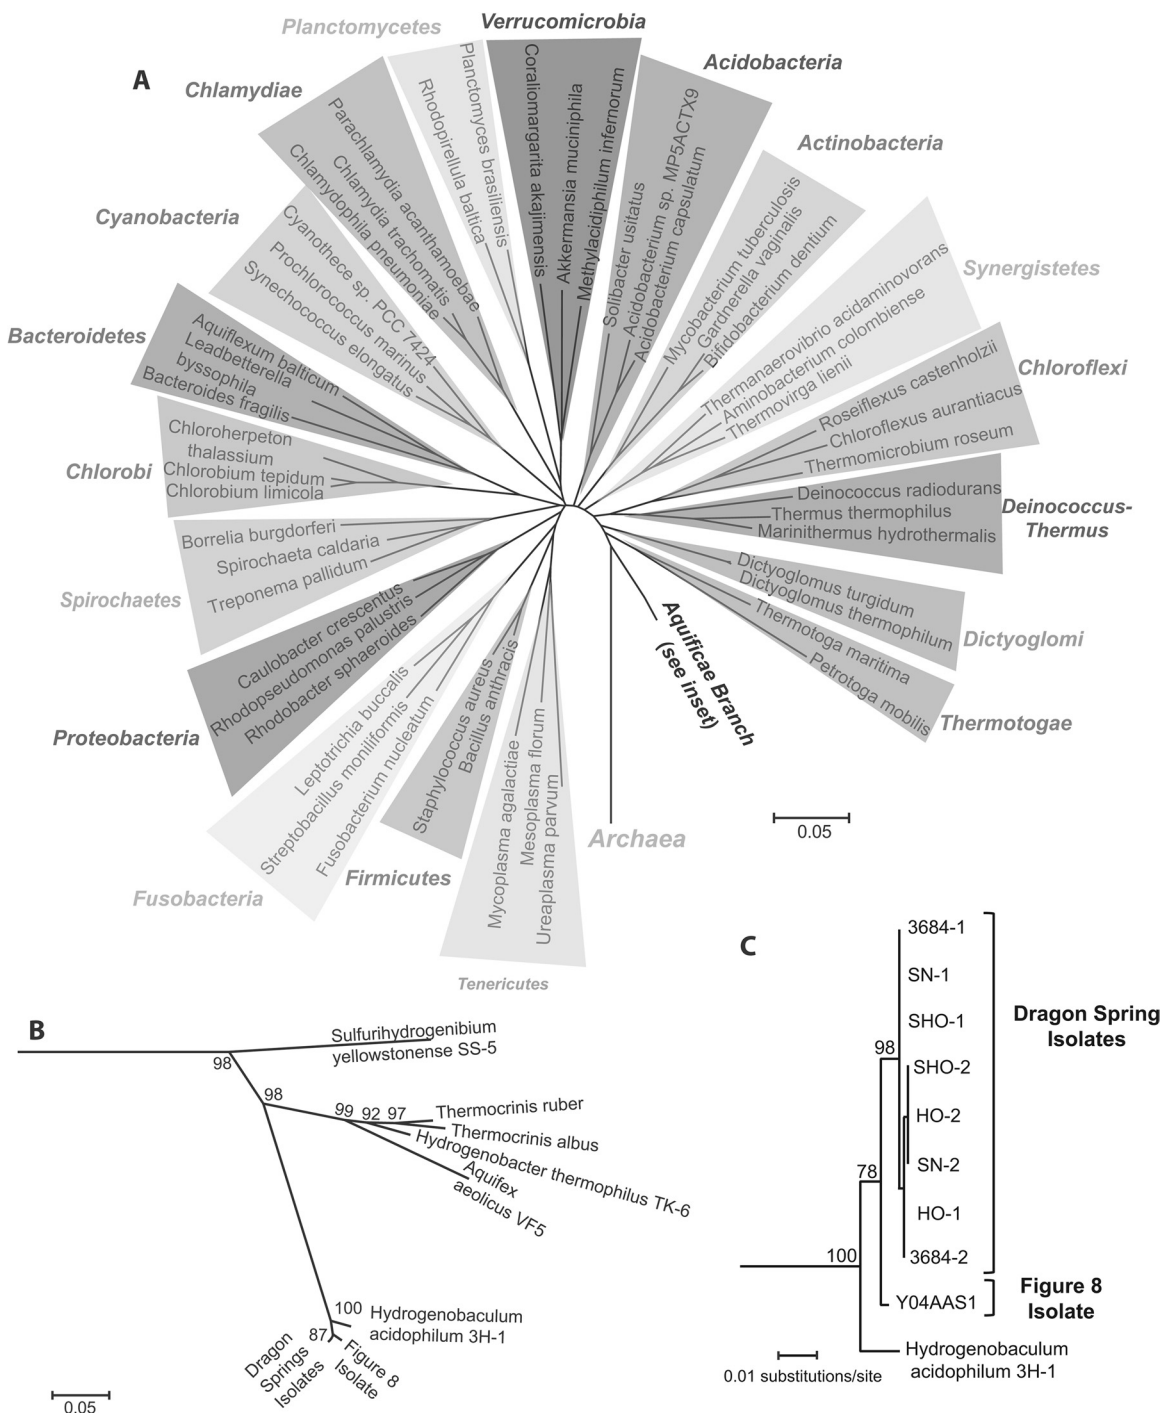 A
Planctomycetes
Verrucomicrobia
Acidobacteria
Chlamydiae
Actinobacteria
Cyanobacteria
Synergistetes
Bacteroidetes
Chloroflexi
Chlorobi
Deinococcus-
Thermus
Spirochaetes
Dictyoglomi
Proteobacteria
Thermotogae
Fusobacteria
Firmicutes
Tenericutes
Archaea
Planctomyces brasiliensis
Rhodopirellula baltica
Coraliomargarita akajimensis
Akkermansia muciniphila
Methylacidiphilum infernorum
Solibacter usitatus
Acidobacterium sp. MP5ACTX9
Acidobacterium capsulatum
Mycobacterium tuberculosis
Gardnerella vaginalis
Bifidobacterium dentium
Thermanaerovibrio acidaminovorans
Aminobacterium colombiense
Thermovirga lienii
Roseiflexus castenholzii
Chloroflexus aurantiacus
Thermomicrobium roseum
Deinococcus radiodurans
Thermus thermophilus
Marinithermus hydrothermalis
Dictyoglomus turgidum
Dictyoglomus thermophilum
Thermotoga maritima
Petrotoga mobilis
Aquificae Branch
(see inset)
Ureaplasma parvum
Mesoplasma florum
Mycoplasma agalactiae
Bacillus anthracis
Staphylococcus aureus
Fusobacterium nucleatum
Streptobacillus moniliformis
Leptotrichia buccalis
Rhodobacter sphaeroides
Rhodopseudomonas palustris
Caulobacter crescentus
Treponema pallidum
Spirochaeta caldaria
Borrelia burgdorferi
Chlorobium limicola
Chlorobium tepidum
Chloroherpeton
thalassium
Bacteroides fragilis
Leadbetterella
byssophila
Aquiflexum balticum
Synechococcus elongatus
Prochlorococcus marinus
Cyanothece sp. PCC 7424
Chlamydophila pneumoniae
Chlamydia trachomatis
Parachlamydia acanthamoebae
0.05
B
Sulfurihydrogenibium
yellowstonense SS-5
98
98
99 92 97
Thermocrinis ruber
Thermocrinis albus
Hydrogenobacter thermophilus TK-6
Aquifex
aeolicus VF5
100
Hydrogenobaculum
acidophilum 3H-1
87
Dragon
Springs
Isolates
Figure 8
Isolate
0.05
C
3684-1
SN-1
SHO-1
98
SHO-2
HO-2
SN-2
78
HO-1
3684-2
100
Y04AAS1
Hydrogenobaculum
acidophilum 3H-1
Dragon Spring
Isolates
Figure 8
Isolate
0.01 substitutions/site